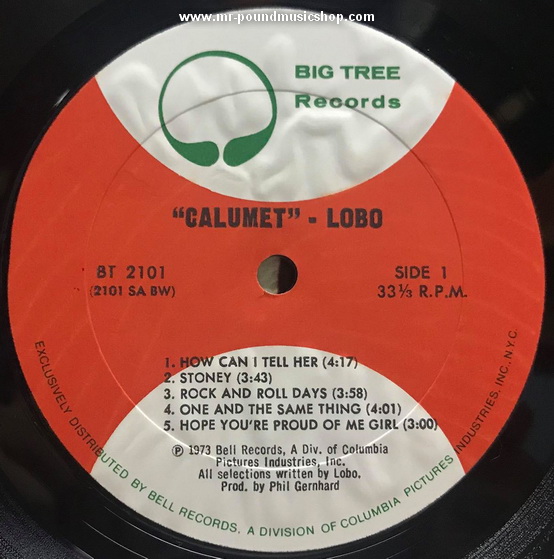 www.mr-poundmusicshop.com
BIG TREE
Records
"CALUMET" - LOBO
BT 2101
(2101 SA BW)
SIDE 1
33⅓ R.P.M.
1. HOW CAN I TELL HER (4:17)
2. STONEY (3:43)
3. ROCK AND ROLL DAYS (3:58)
4. ONE AND THE SAME THING (4:01)
5. HOPE YOU'RE PROUD OF ME GIRL (3:00)
℗ 1973 Bell Records, A Div. of Columbia
Pictures Industries, Inc.
All selections written by Lobo.
Prod. by Phil Gernhard
EXCLUSIVELY DISTRIBUTED BY BELL RECORDS. A DIVISION OF COLUMBIA PICTURES INDUSTRIES, INC. N.Y.C.